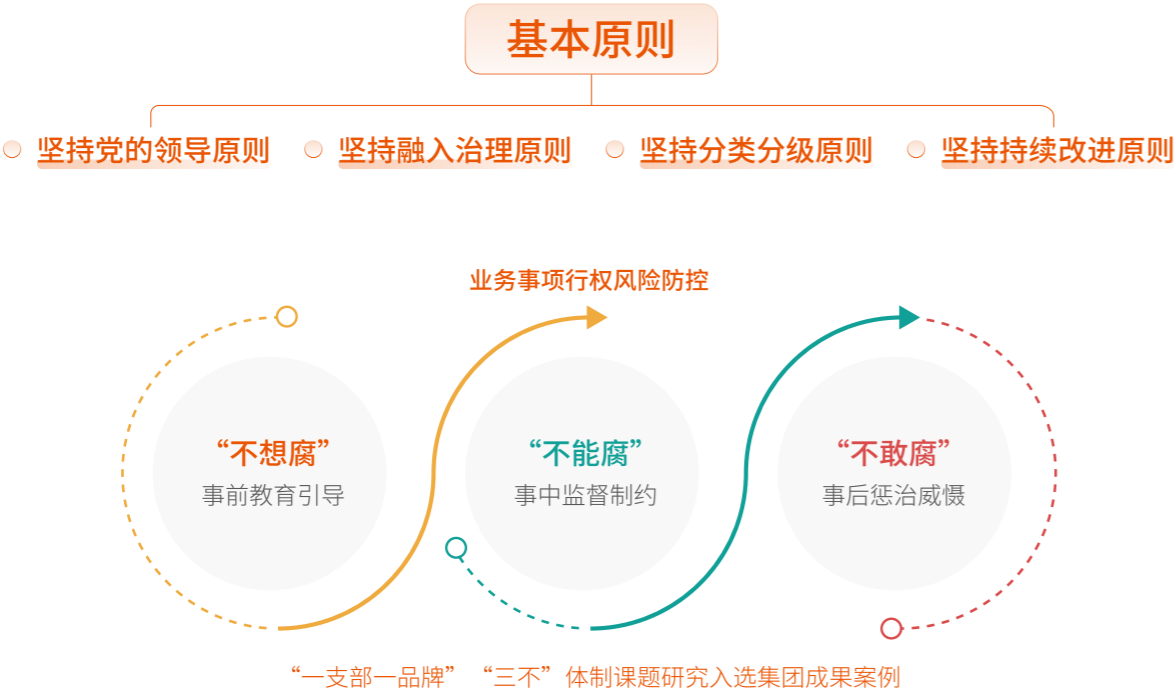 基本原则
坚持党的领导原则 坚持融入治理原则 坚持分类分级原则 坚持持续改进原则
业务事项行权风险防控
“不想腐” “不能腐” “不敢腐”
事前教育引导 事中监督制约 事后惩治威慑
“一支部一品牌”“三不”体制课题研究入选集团成果案例